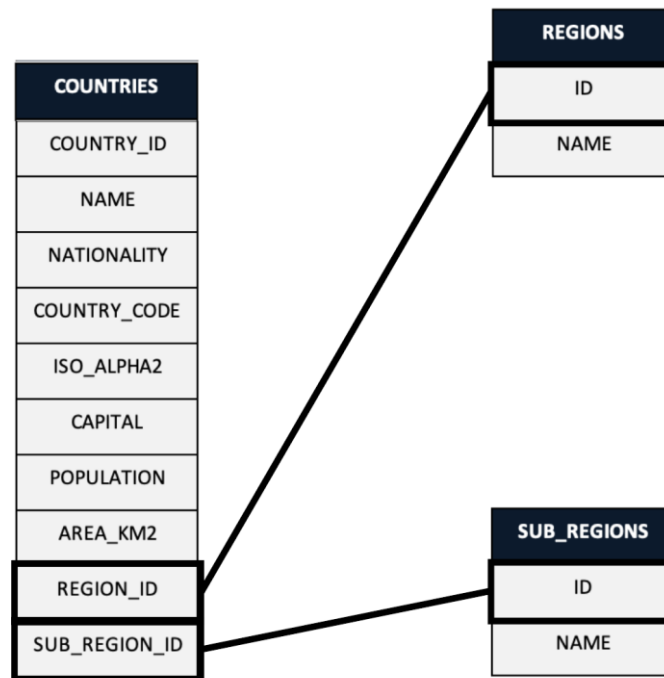 COUNTRIES
COUNTRY_ID
NAME
NATIONALITY
COUNTRY_CODE
ISO_ALPHA2
CAPITAL
POPULATION
AREA_KM2
REGION_ID
SUB_REGION_ID
REGIONS
ID
NAME
SUB_REGIONS
ID
NAME